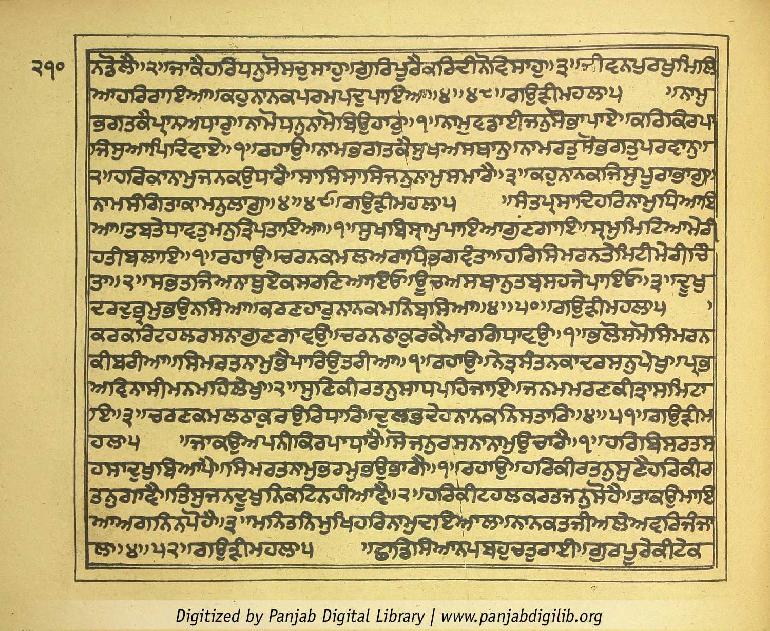 ੨੧੦
ਨਡੋਲੈ॥੨॥ਜਾਕੈਹਰਿਧਨੁਸੋਸਚੁਸਾਹੁ॥ਗੁਰਿਪੂਰੈਕਰਿਦੀਨੋਵਿਸਾਹੁ॥੩॥ਜੀਵਨਪੁਰਖੁਮਿਲਿ
ਆਹਰਿਰਾਇਆ॥ਕਹੁਨਾਨਕਪਰਮਪਦੁਪਾਇਆ॥੪॥੪੮॥ਗਉੜੀਮਹਲਾ੫ ॥ਨਾਮੁ
ਭਗਤਕੈਪ੍ਰਾਨਅਧਾਰੁ॥ਨਾਮੋਧਨੁਨਾਮੋਬਿਉਹਾਰੁ॥੧॥ਨਾਮੁਵਡਾਈਜਨੁਸੋਭਾਪਾਏ॥ਕਰਿਕਿਰਪਾ
ਜਿਸੁਆਪਿਦਿਵਾਏ॥੧॥ਰਹਾਉ॥ਨਾਮੁਭਗਤਕੈਸੁਖਅਸਥਾਨੁ॥ਨਾਮਰਤੁਸੋਭਗਤੁਪਰਵਾਨੁ॥
੨॥ਹਰਿਕਾਨਾਮੁਜਨਕਉਧਾਰੈ॥ਸਾਸਿਸਾਸਿਜਨੁਨਾਮੁਸਮਾਰੈ॥੩॥ਕਹੁਨਾਨਕਜਿਸੁਪੂਰਾਭਾਗੁ॥
ਨਾਮਸੰਗਿਤਾਕਾਮਨੁਲਾਗੁ॥੪॥੪੯॥ਗਉੜੀਮਹਲਾ੫ ॥ਸੰਤਪ੍ਰਸਾਦਿਹਰਿਨਾਮੁਧਿਆਇ
ਆ॥ਤਬਤੇਧਾਵਤੁਮਨੁਤ੍ਰਿਪਤਾਇਆ॥੧॥ਸੁਖਬਿਸ੍ਰਾਮੁਪਾਇਆਗੁਣਗਾਇ॥ਸ੍ਰਮੁਮਿਟਿਆਮੇਰੀ
ਹਤੀਬਲਾਇ॥੧॥ਰਹਾਉ॥ਚਰਨਕਮਲਅਰਾਧਿਭਗਵੰਤਾ॥ਹਰਿਸਿਮਰਨਤੇਮਿਟੀਮੇਰੀਚਿੰ
ਤਾ॥੨॥ਸਭਤਜਿਅਨਾਥੁਏਕਸਰਣਿਆਇਓ॥ਊਚਅਸਥਾਨੁਤਬਸਹਜੇਪਾਇਓ॥੩॥ਦੂਖੁ
ਦਰਦੁਭ੍ਰਮੁਭਉਨਸਿਆ॥ਕਰਣਹਾਰੁਨਾਨਕਮਨਿਬਸਿਆ॥੪॥੫੦॥ਗਉੜੀਮਹਲਾ੫ ॥
ਕਰਕਰਿਟਹਲਰਸਨਾਗੁਣਗਾਵਉ॥ਚਰਨਠਾਕੁਰਕੈਮਾਰਗਿਧਾਵਉ॥੧॥ਭਲੋਸਮੋਸਿਮਰਨ
ਕੀਬਰੀਆ॥ਸਿਮਰਤਨਾਮੁਭੈਪਾਰਿਉਤਰੀਆ॥੧॥ਰਹਾਉ॥ਨੇਤ੍ਰਸੰਤਨਕਾਦਰਸਨੁਪੇਖੁ॥ਪ੍ਰਭ
ਅਵਿਨਾਸੀਮਨਮਹਿਲੇਖੁ॥੨॥ਸੁਣਿਕੀਰਤਨੁਸਾਧਪਹਿਜਾਇ॥ਜਨਮਮਰਣਕੀਤ੍ਰਾਸਮਿਟਾ
ਇ॥੩॥ਚਰਣਕਮਲਠਾਕੁਰਉਰਿਧਾਰਿ॥ਦੁਲਭਦੇਹਨਾਨਕਨਿਸਤਾਰਿ॥੪॥੫੧॥ਗਉੜੀਮ
ਹਲਾ੫ ॥ਜਾਕਉਅਪਨੀਕਿਰਪਾਧਾਰੈ॥ਸੋਜਨੁਰਸਨਾਨਾਮੁਉਚਾਰੈ॥੧॥ਹਰਿਬਿਸਰਤਸ
ਹਸਾਦੁਖੁਬਿਆਪੈ॥ਸਿਮਰਤਨਾਮੁਭਰਮੁਭਉਭਾਗੈ॥੧॥ਰਹਾਉ॥ਹਰਿਕੀਰਤਨੁਸੁਣੈਹਰਿਕੀਰ
ਤਨੁਗਾਵੈ॥ਤਿਸੁਜਨਦੂਖੁਨਿਕਟਿਨਹੀਆਵੈ॥੨॥ਹਰਿਕੀਟਹਲਕਰਤਜਨੁਸੋਹੈ॥ਤਾਕਉਮਾਇ
ਆਅਗਨਿਨਪੋਹੈ॥੩॥ਮਨਿਤਨਿਮੁਖਿਹਰਿਨਾਮੁਦਇਆਲ॥ਨਾਨਕਤਜੀਅਲੇਅਵਰਿਜੰਜਾ
ਲ॥੪॥੫੨॥ਗਉੜੀਮਹਲਾ੫ ॥ਛਾਡਿਸਿਆਨਪਬਹੁਚਤੁਰਾਈ॥ਗੁਰਪੂਰੇਕੀਟੇਕ
Digitized by Panjab Digital Library | www.panjabdigilib.org